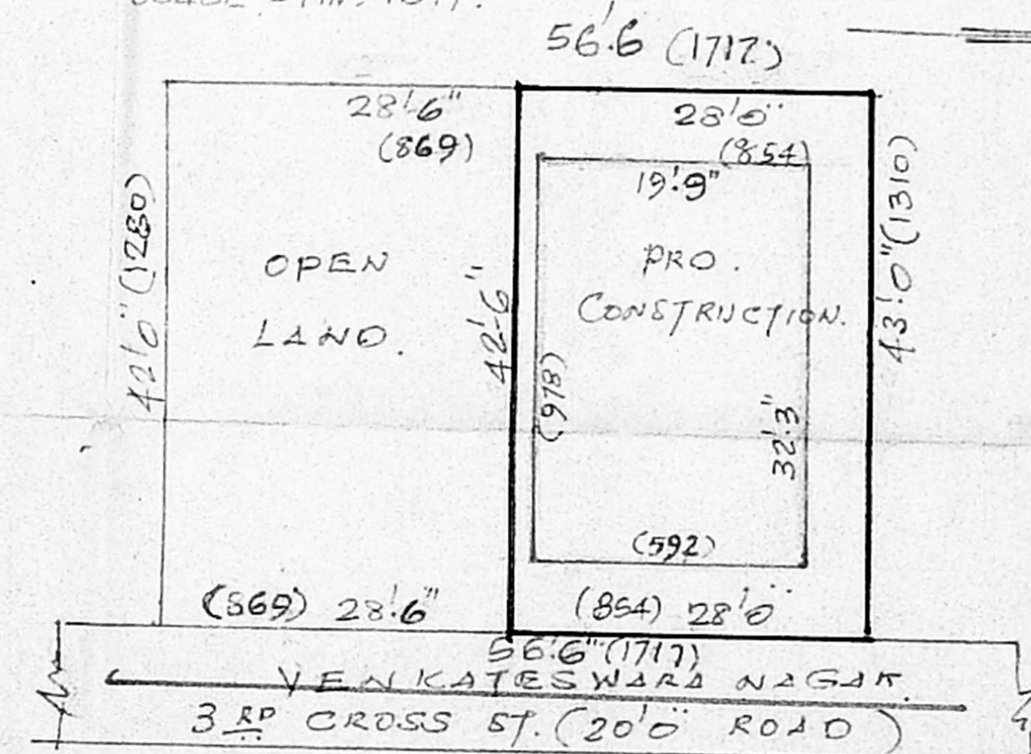 56'.6 (1717)
28'-6"
(869)
28'0"
(854)
19'.9"
42'0" (1280)
OPEN
LAND.
42'-6"
PRO.
CONSTRUCTION.
(978)
32'.3"
43'.0" (1310)
(592)
(869) 28'.6"
(854) 28'0"
56'.6" (1717)
VENKATESWARA NAGAR.
3RD CROSS ST. (20'0" ROAD)